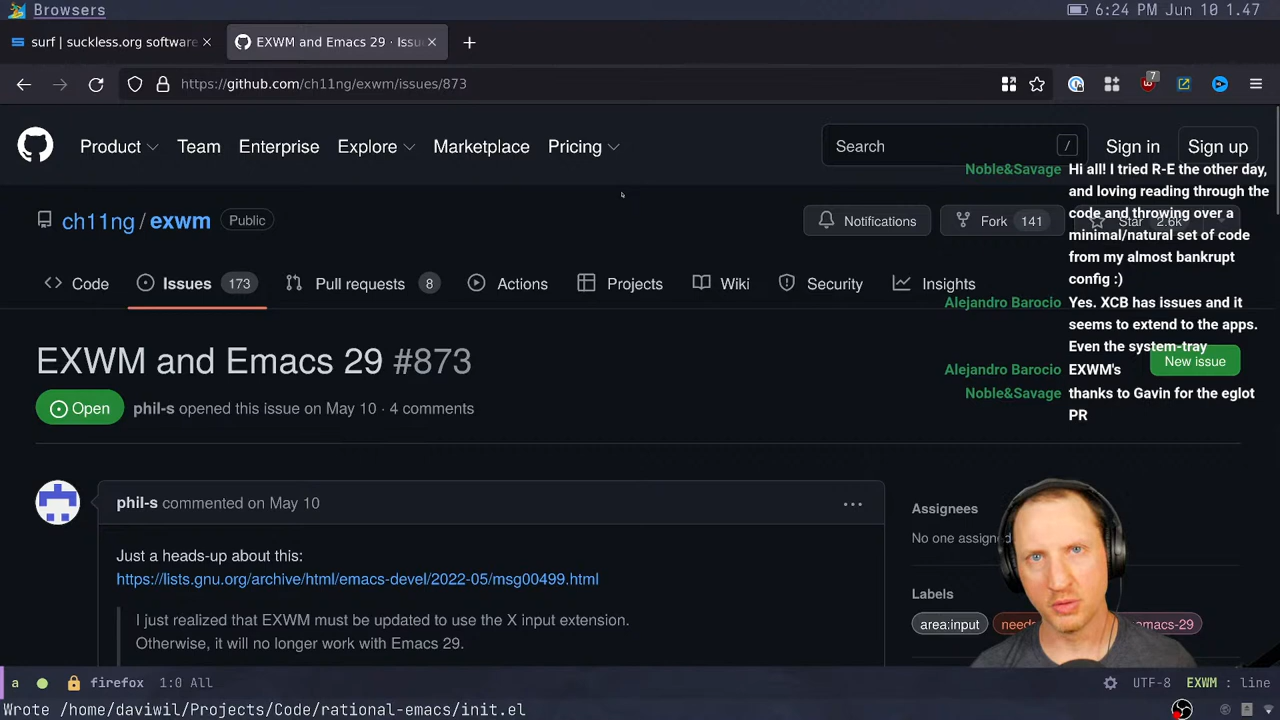 Browsers
6:24 PM Jun 10 1.47
surf | suckless.org software
EXWM and Emacs 29 · Issu
https://github.com/ch11ng/exwm/issues/873
7
Product
Team
Enterprise
Explore
Marketplace
Pricing
Search
/
Sign in
Sign up
ch11ng / exwm
Public
Notifications
Fork 141
Star 2.6k
Code
Issues 173
Pull requests 8
Actions
Projects
Wiki
Security
Insights
Noble&Savage Hi all! I tried R-E the other day,
and loving reading through the
code and throwing over a
minimal/natural set of code
from my almost bankrupt
config :)
Alejandro Barocio Yes. XCB has issues and it
seems to extend to the apps.
Even the system-tray
Alejandro Barocio EXWM's
Noble&Savage thanks to Gavin for the eglot
PR
EXWM and Emacs 29 #873
New issue
Open
phil-s opened this issue on May 10 · 4 comments
phil-s commented on May 10
Just a heads-up about this:
https://lists.gnu.org/archive/html/emacs-devel/2022-05/msg00499.html
I just realized that EXWM must be updated to use the X input extension.
Otherwise, it will no longer work with Emacs 29.
Assignees
No one assigned
Labels
area:input
emacs-29
a
firefox
1:0 All
UTF-8
EXWM : line
Wrote /home/daviwil/Projects/Code/rational-emacs/init.el